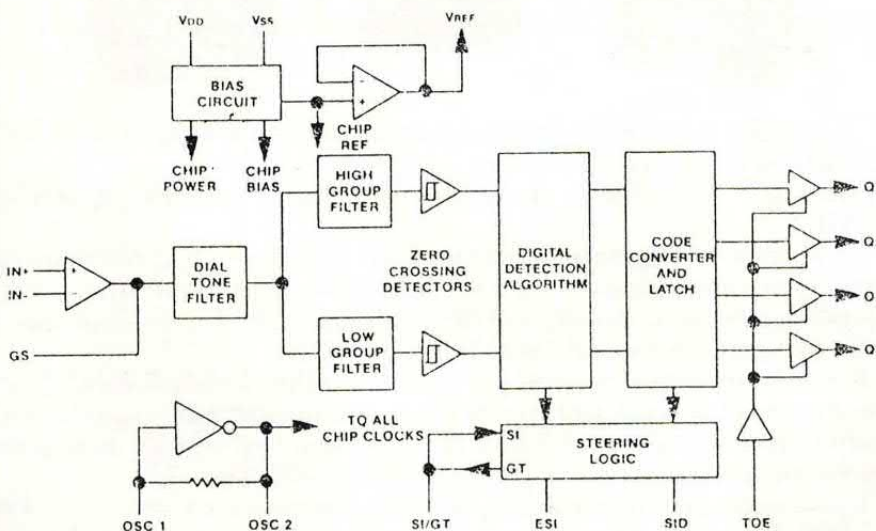 VDD
VSS
VREF
BIAS
CIRCUIT
-
+
CHIP
REF
CHIP
POWER
CHIP
BIAS
HIGH
GROUP
FILTER
IN+
IN-
+
-
DIAL
TONE
FILTER
ZERO
CROSSING
DETECTORS
DIGITAL
DETECTION
ALGORITHM
CODE
CONVERTER
AND
LATCH
Q
Q
Q
Q
GS
LOW
GROUP
FILTER
TO ALL
CHIP CLOCKS
SI
GT
STEERING
LOGIC
OSC 1
OSC 2
SI/GT
ESI
SID
TOE